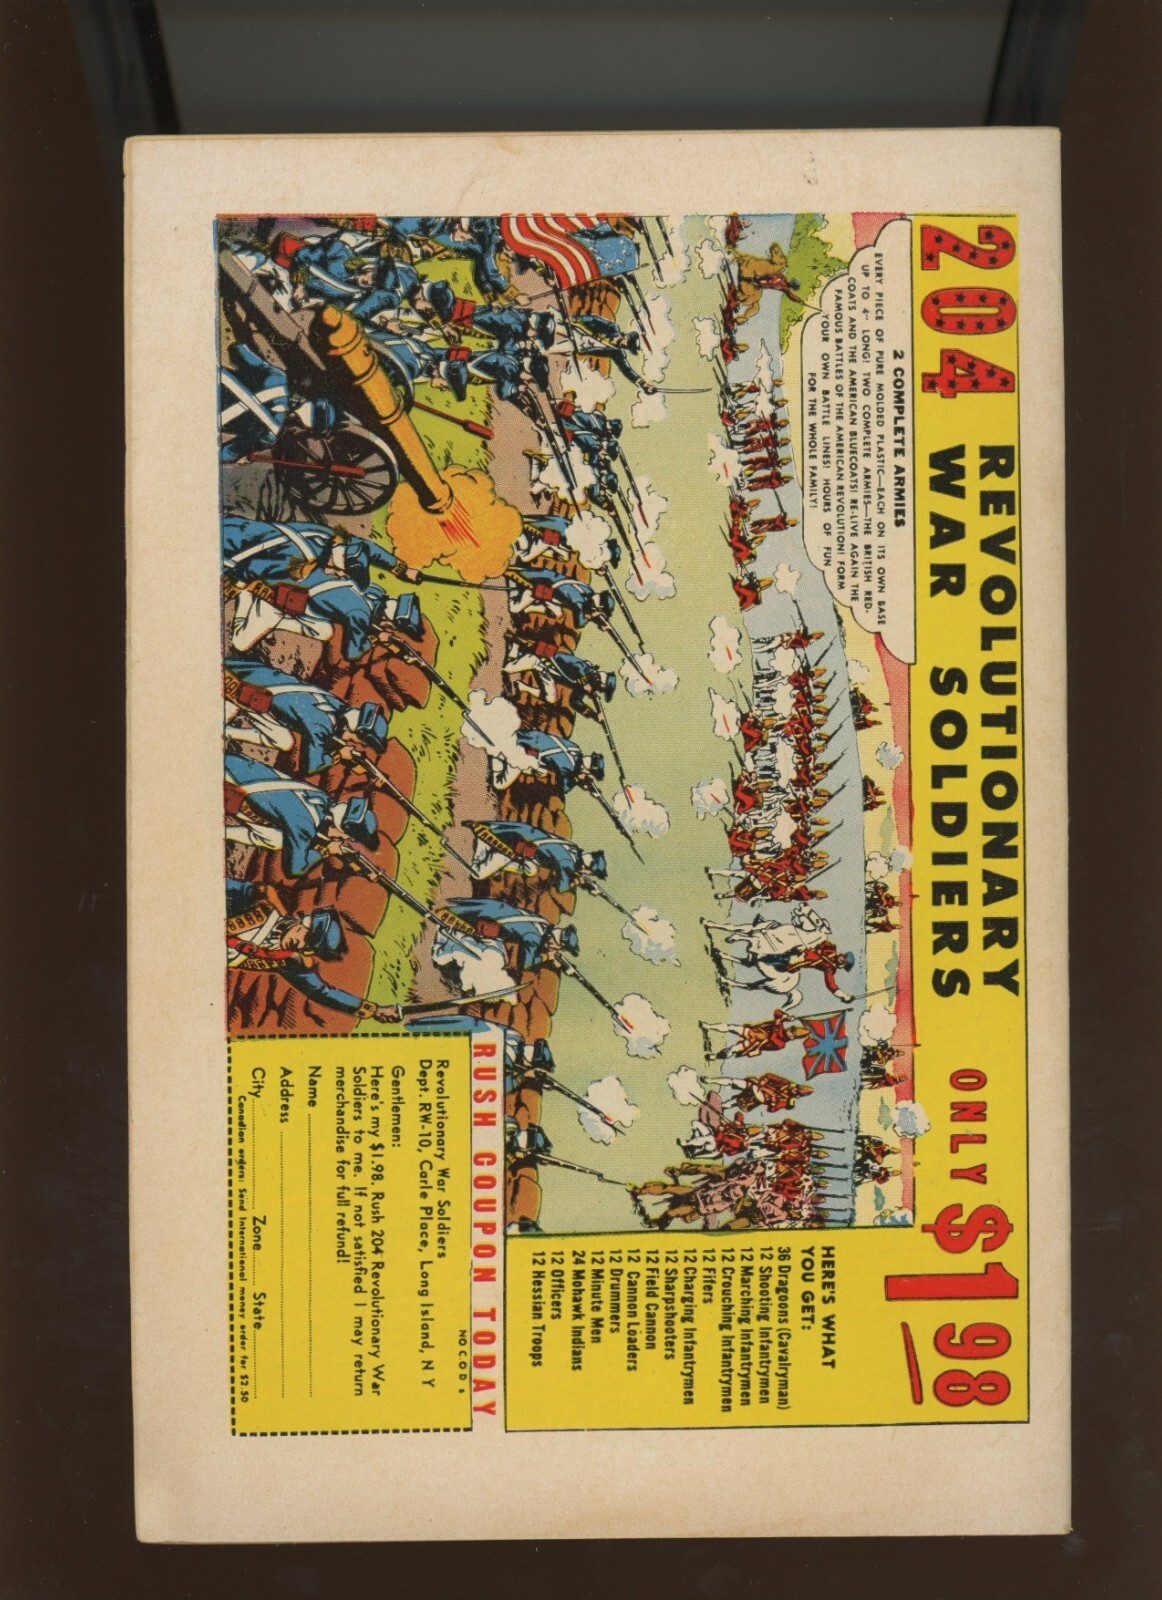 204 REVOLUTIONARY
WAR SOLDIERS
ONLY $1 98
2 COMPLETE ARMIES
EVERY PIECE OF PURE MOLDED PLASTIC—EACH ON ITS OWN BASE
UP TO 4" LONG! TWO COMPLETE ARMIES—THE BRITISH RED-
COATS AND THE AMERICAN BLUECOATS! RE-LIVE AGAIN THE
FAMOUS BATTLES OF THE AMERICAN REVOLUTION! FORM
YOUR OWN BATTLE LINES! HOURS OF FUN
FOR THE WHOLE FAMILY!
HERE'S WHAT
YOU GET:
36 Dragoons (Cavalryman)
12 Shooting Infantrymen
12 Marching Infantrymen
12 Crouching Infantrymen
12 Fifers
12 Charging Infantrymen
12 Sharpshooters
12 Field Cannon
12 Cannon Loaders
12 Drummers
12 Minute Men
24 Mohawk Indians
12 Officers
12 Hessian Troops
RUSH COUPON TODAY
NO C.O.D s
Revolutionary War Soldiers
Dept. RW-10, Carle Place, Long Island, N Y
Gentlemen:
Here's my $1.98. Rush 204 Revolutionary War
Soldiers to me. If not satisfied I may return
merchandise for full refund!
Name
Address
City Zone State
Canadian orders: Send International money order for $2.50